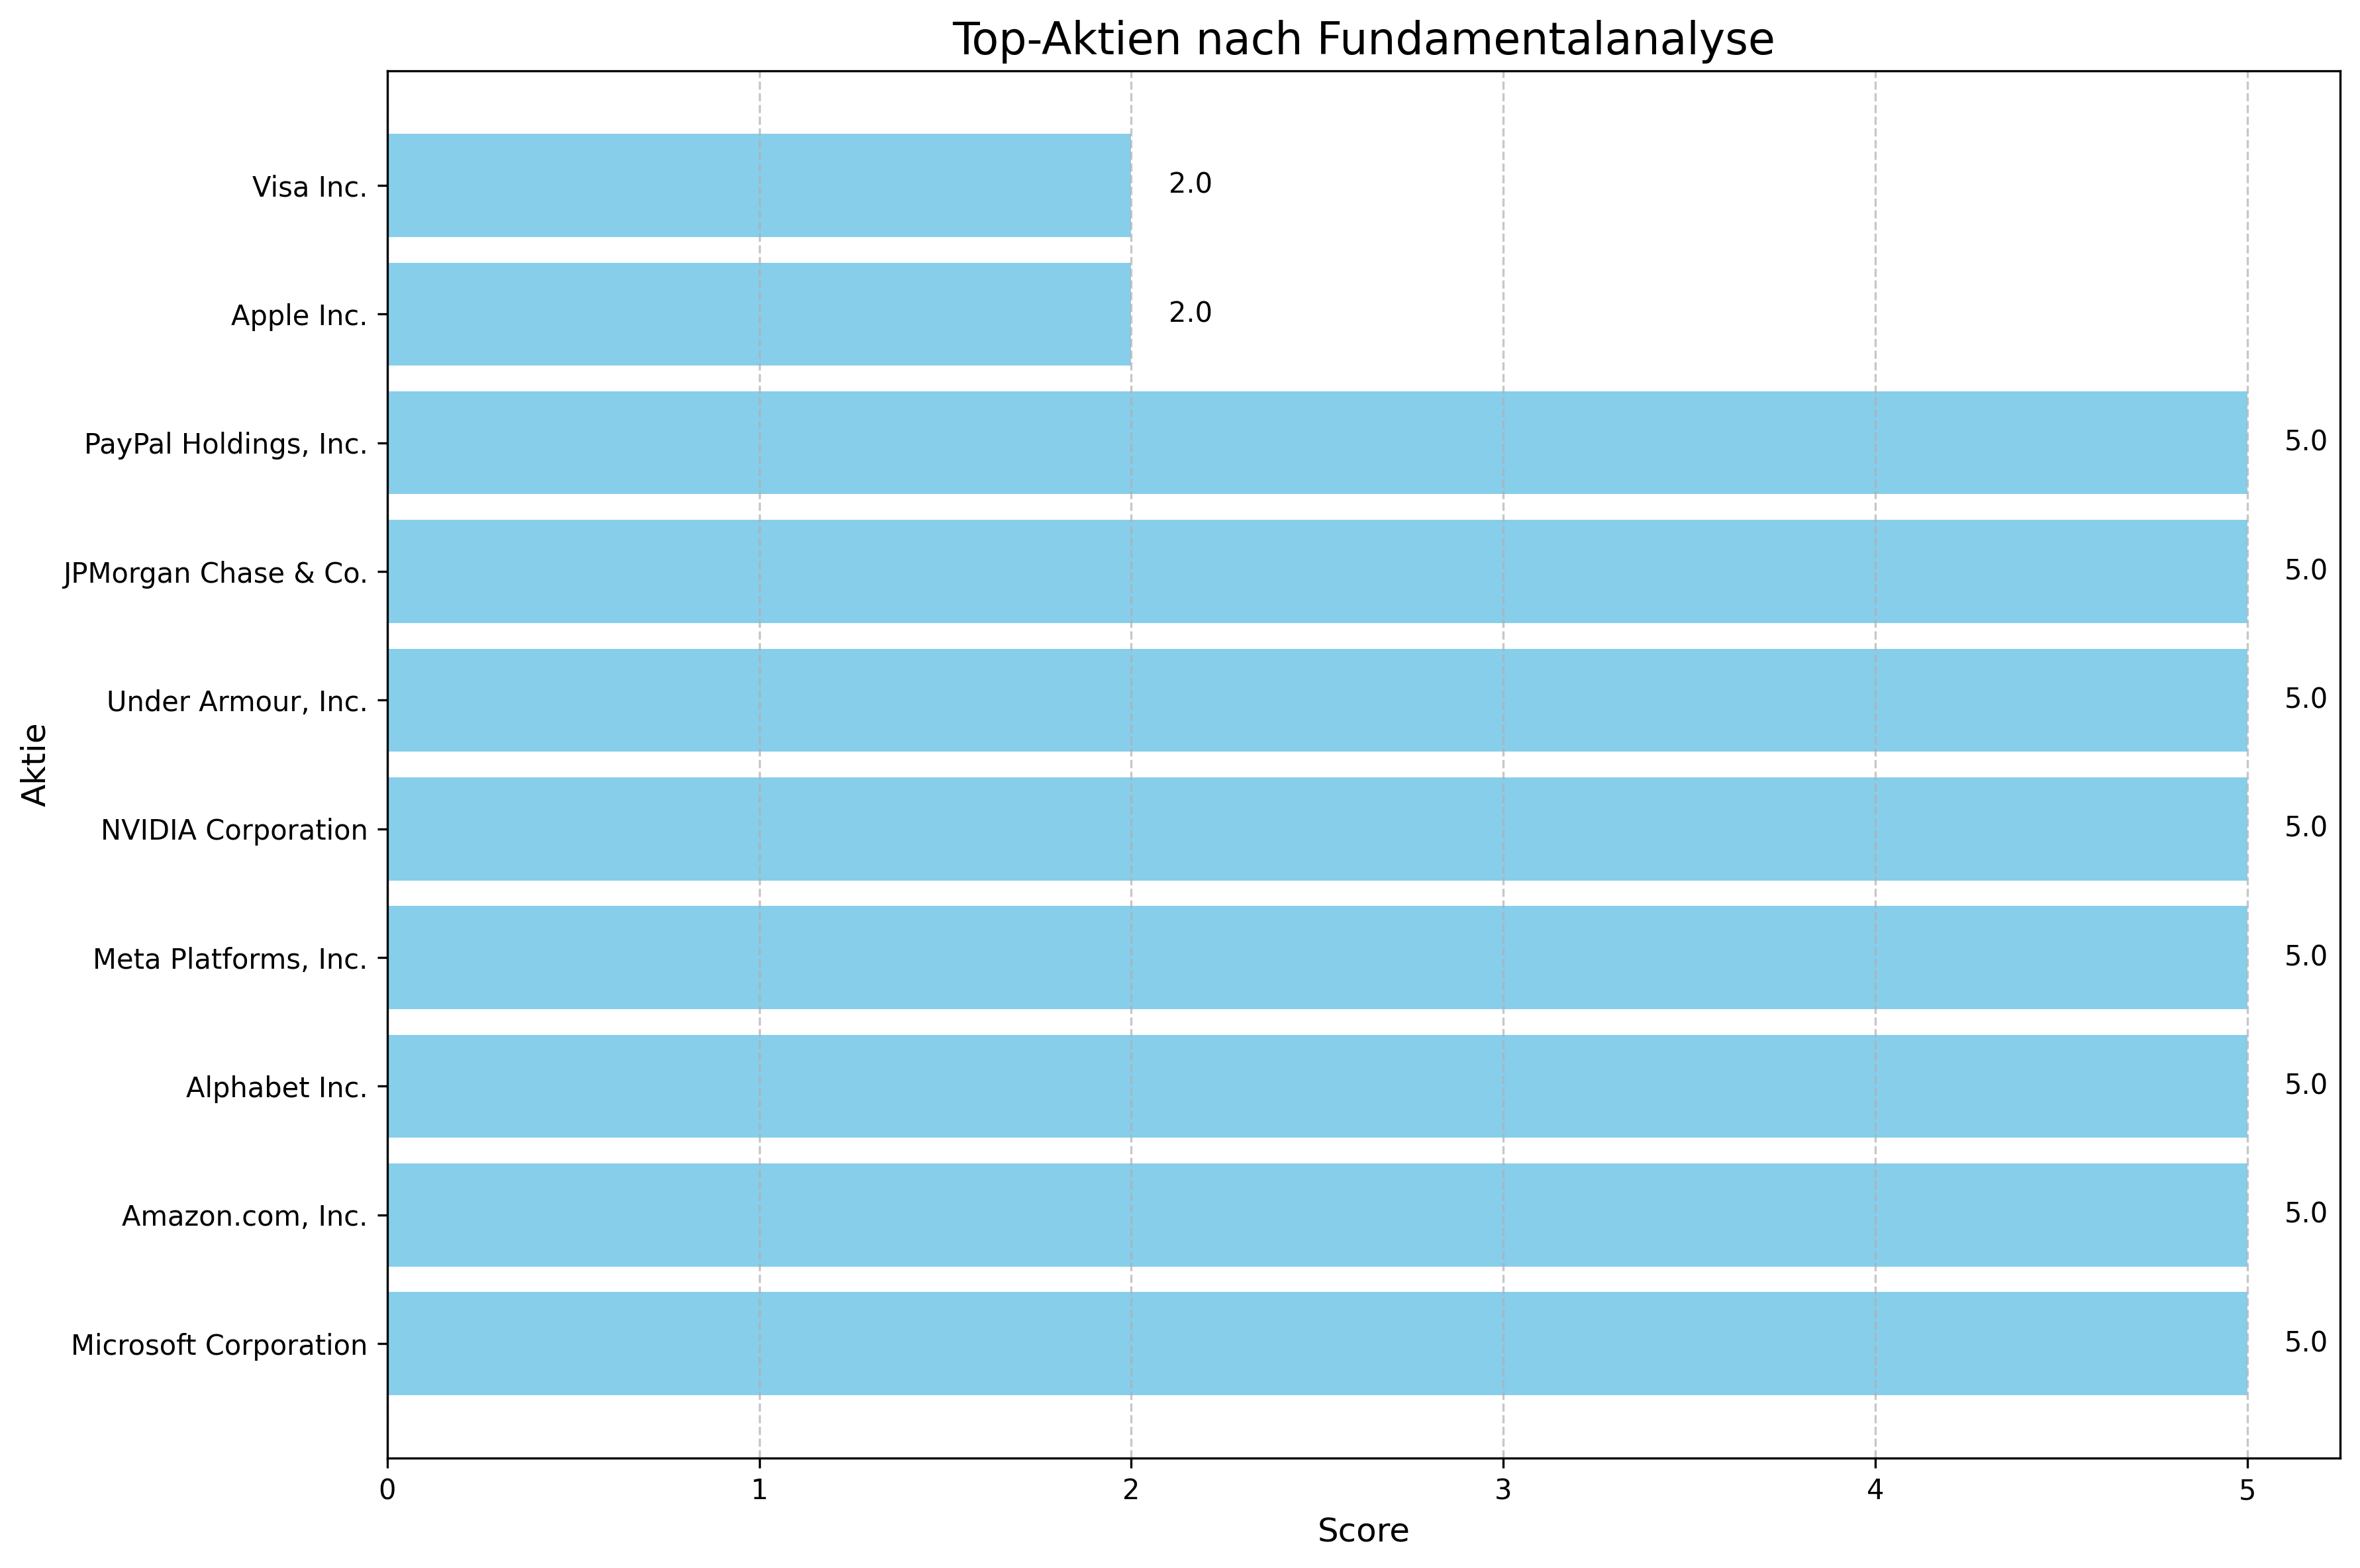 Top-Aktien nach Fundamentalanalyse
Aktie
Visa Inc. 2.0
Apple Inc. 2.0
PayPal Holdings, Inc. 5.0
JPMorgan Chase & Co. 5.0
Under Armour, Inc. 5.0
NVIDIA Corporation 5.0
Meta Platforms, Inc. 5.0
Alphabet Inc. 5.0
Amazon.com, Inc. 5.0
Microsoft Corporation 5.0
0 1 2 3 4 5
Score